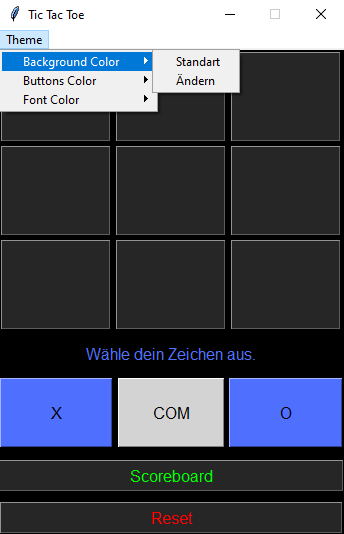 Tic Tac Toe
Theme
Background Color
Buttons Color
Font Color
Standart
Ändern
Wähle dein Zeichen aus.
X COM O
Scoreboard
Reset